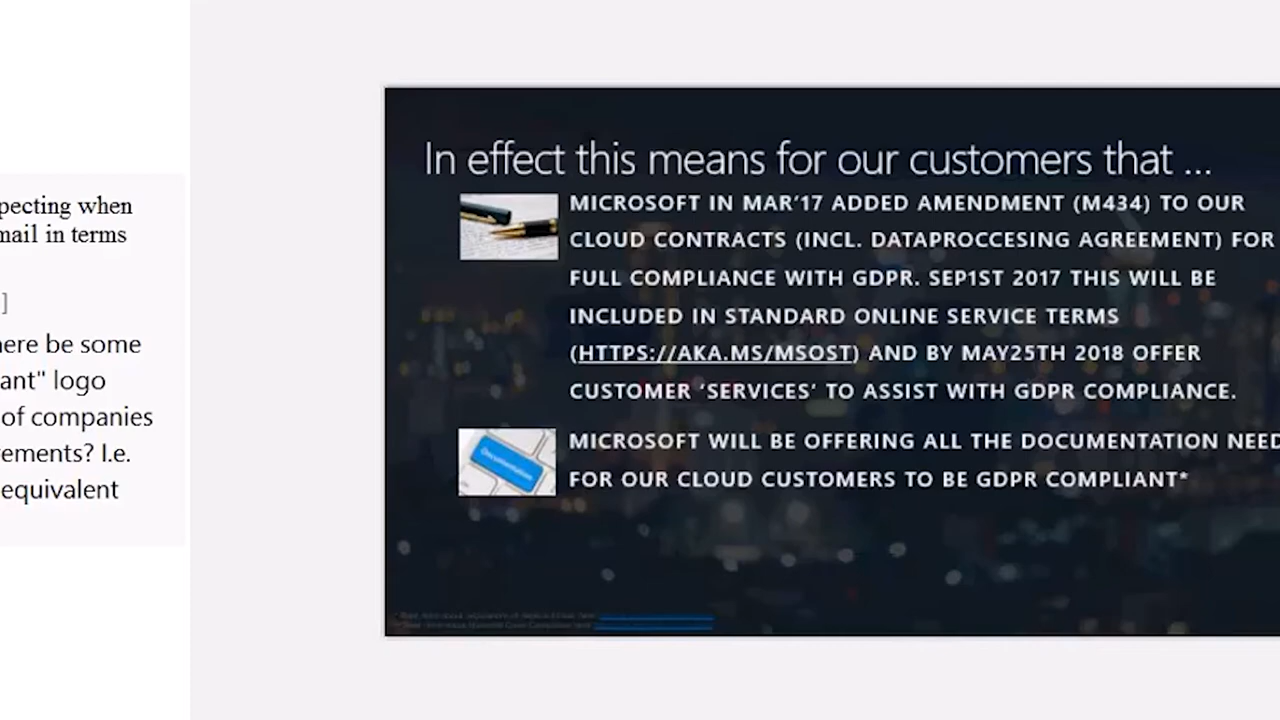 pecting when
mail in terms
]
here be some
ant" logo
of companies
rements? I.e.
equivalent
In effect this means for our customers that ...
MICROSOFT IN MAR'17 ADDED AMENDMENT (M434) TO OUR
CLOUD CONTRACTS (INCL. DATAPROCCESING AGREEMENT) FOR
FULL COMPLIANCE WITH GDPR. SEP1ST 2017 THIS WILL BE
INCLUDED IN STANDARD ONLINE SERVICE TERMS
(HTTPS://AKA.MS/MSOST) AND BY MAY25TH 2018 OFFER
CUSTOMER ‘SERVICES’ TO ASSIST WITH GDPR COMPLIANCE.
Documentation
MICROSOFT WILL BE OFFERING ALL THE DOCUMENTATION NEED
FOR OUR CLOUD CUSTOMERS TO BE GDPR COMPLIANT*